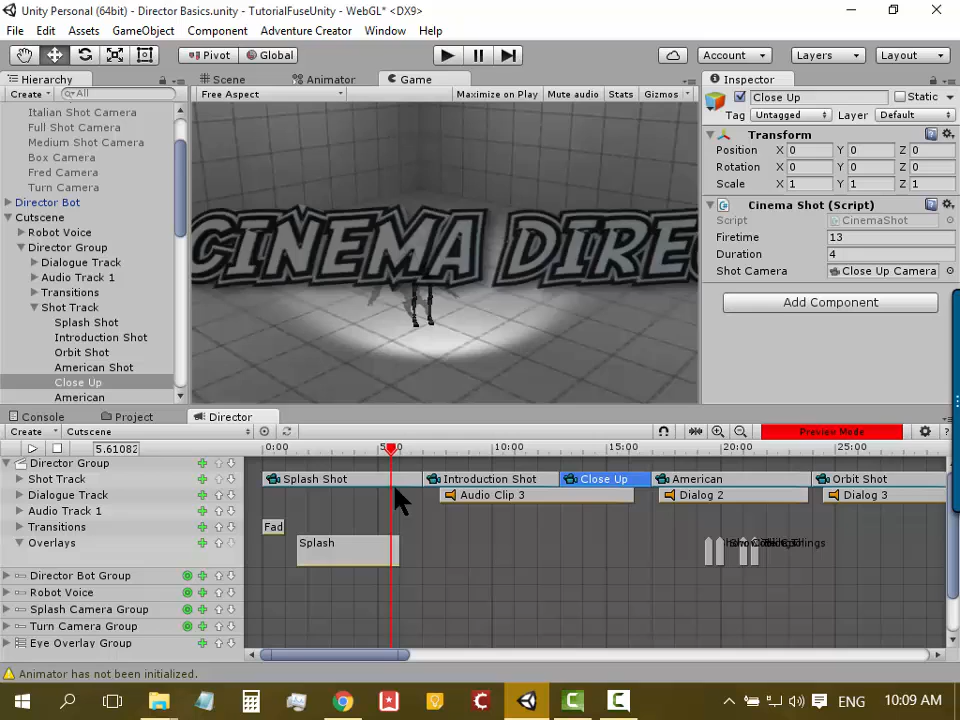 Unity Personal (64bit) - Director Basics.unity - TutorialFuseUnity - WebGL* <DX9>
File Edit Assets GameObject Component Adventure Creator Window Help
Pivot Global Account Layers Layout
Hierarchy Scene Animator Game Inspector
Create All Free Aspect Maximize on Play Mute audio Stats Gizmos Close Up Static
Tag Untagged Layer Default
Italian Shot Camera
Full Shot Camera
Medium Shot Camera
Box Camera
Fred Camera
Turn Camera
Director Bot
Cutscene
Robot Voice
Director Group
Dialogue Track
Audio Track 1
Transitions
Shot Track
Splash Shot
Introduction Shot
Orbit Shot
American Shot
Close Up
American
CINEMA DIREC
Transform
Position X 0 Y 0 Z 0
Rotation X 0 Y 0 Z 0
Scale X 1 Y 1 Z 1
Cinema Shot (Script)
Script CinemaShot
Firetime 13
Duration 4
Shot Camera Close Up Camera
Add Component
Console Project Director
Create Cutscene Preview Mode ?
5.61082 0:00 5:00 10:00 15:00 20:00 25:00
Director Group
Shot Track Splash Shot Introduction Shot Close Up American Orbit Shot
Dialogue Track Audio Clip 3 Dialog 2 Dialog 3
Audio Track 1
Transitions Fad
Overlays Splash
Director Bot Group
Robot Voice
Splash Camera Group
Turn Camera Group
Eye Overlay Group
Animator has not been initialized.
ENG 10:09 AM